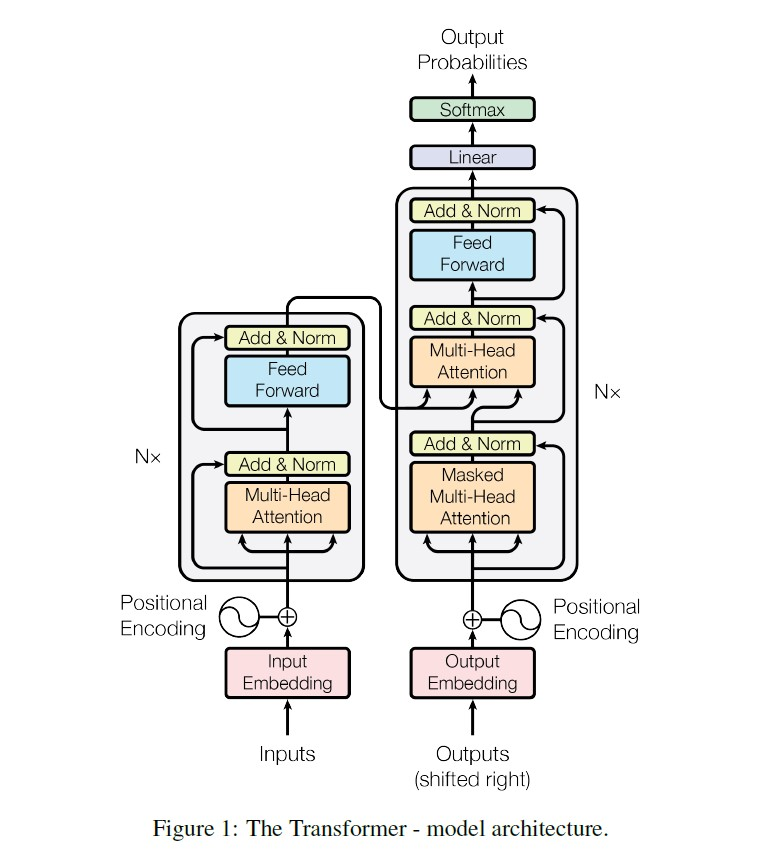 Output
Probabilities
Softmax
Linear
Add & Norm
Feed
Forward
Add & Norm
Multi-Head
Attention
Add & Norm
Masked
Multi-Head
Attention
Nx
Add & Norm
Feed
Forward
Add & Norm
Multi-Head
Attention
Nx
Positional
Encoding
Positional
Encoding
Input
Embedding
Output
Embedding
Inputs
Outputs
(shifted right)
Figure 1: The Transformer - model architecture.